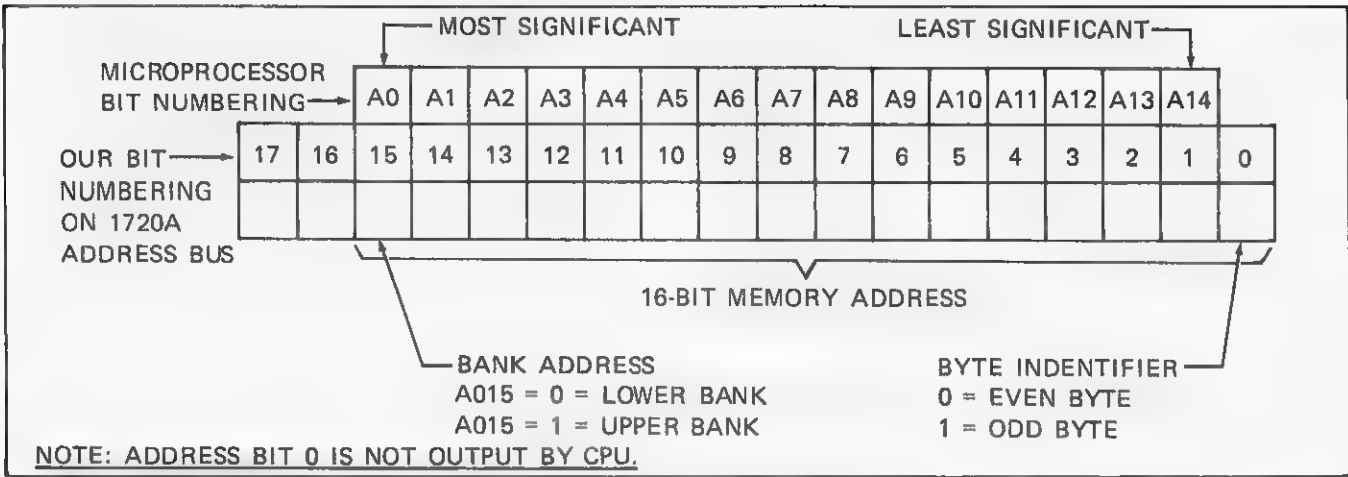 MOST SIGNIFICANT LEAST SIGNIFICANT
MICROPROCESSOR
BIT NUMBERING
A0 A1 A2 A3 A4 A5 A6 A7 A8 A9 A10 A11 A12 A13 A14
OUR BIT
NUMBERING
ON 1720A
ADDRESS BUS
17 16 15 14 13 12 11 10 9 8 7 6 5 4 3 2 1 0
16-BIT MEMORY ADDRESS
BANK ADDRESS
A015 = 0 = LOWER BANK
A015 = 1 = UPPER BANK
BYTE INDENTIFIER
0 = EVEN BYTE
1 = ODD BYTE
NOTE: ADDRESS BIT 0 IS NOT OUTPUT BY CPU.